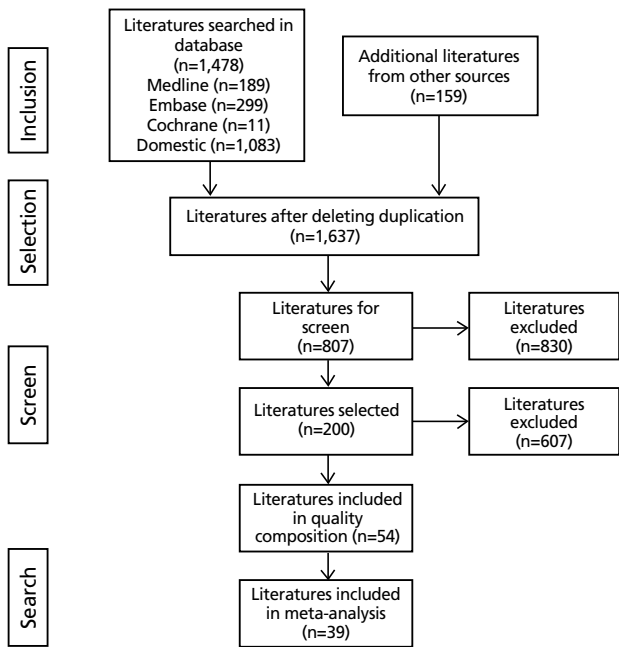 Inclusion
Literatures searched in
database
(n=1,478)
Medline (n=189)
Embase (n=299)
Cochrane (n=11)
Domestic (n=1,083)
Additional literatures
from other sources
(n=159)
Selection
Literatures after deleting duplication
(n=1,637)
Literatures for
screen
(n=807)
Literatures
excluded
(n=830)
Screen
Literatures selected
(n=200)
Literatures
excluded
(n=607)
Literatures included
in quality
composition (n=54)
Search
Literatures included
in meta-analysis
(n=39)